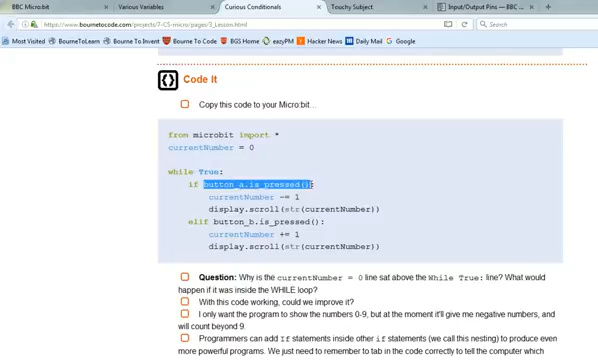 BBC Micro:bit
Various Variables
Curious Conditionals
Touchy Subject
Input/Output Pins — BBC ...
https://www.bournetocode.com/projects/7-CS-micro/pages/3_Lesson.html
Search
Most Visited BourneToLearn Bourne To Invent Bourne To Code BGS Home easyPM Hacker News Daily Mail Google
Code It
Copy this code to your Micro:bit...
from microbit import *
currentNumber = 0
while True:
if button_a.is_pressed():
currentNumber -= 1
display.scroll(str(currentNumber))
elif button_b.is_pressed():
currentNumber += 1
display.scroll(str(currentNumber))
Question: Why is the currentNumber = 0 line sat above the While True: line? What would
happen if it was inside the WHILE loop?
With this code working, could we improve it?
I only want the program to show the numbers 0-9, but at the moment it'll give me negative numbers, and
will count beyond 9.
Programmers can add If statements inside other if statements (we call this nesting) to produce even
more powerful programs. We just need to remember to tab in the code correctly to tell the computer which